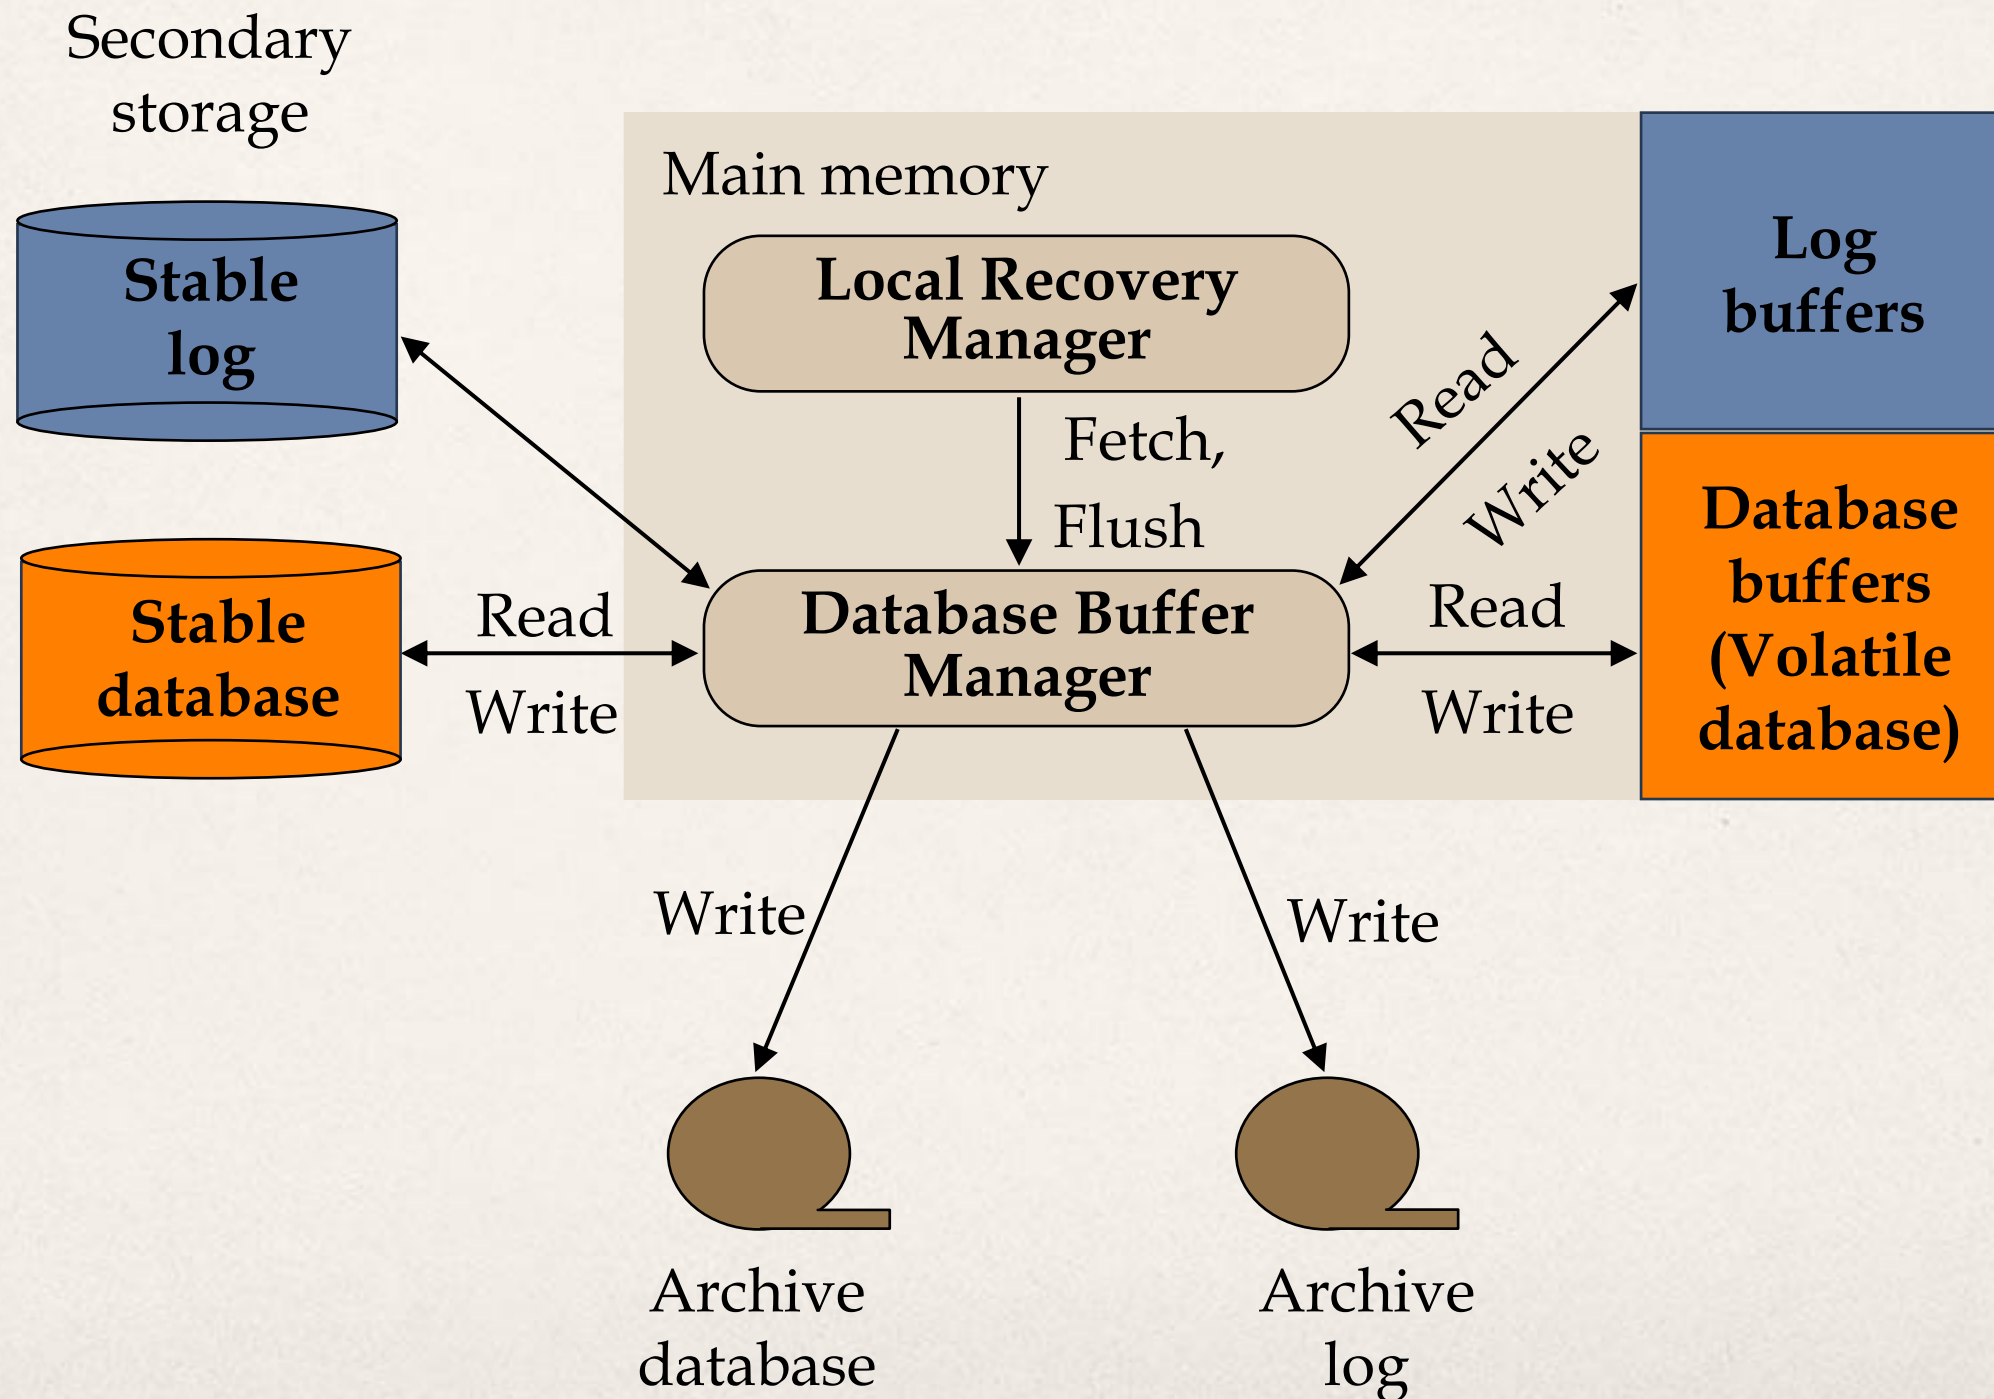 Secondary
storage
Main memory
Stable
log
Local Recovery
Manager
Log
buffers
Fetch,
Flush
Read
Write
Stable
database
Read
Write
Database Buffer
Manager
Read
Write
Database
buffers
(Volatile
database)
Write
Write
Archive
database
Archive
log